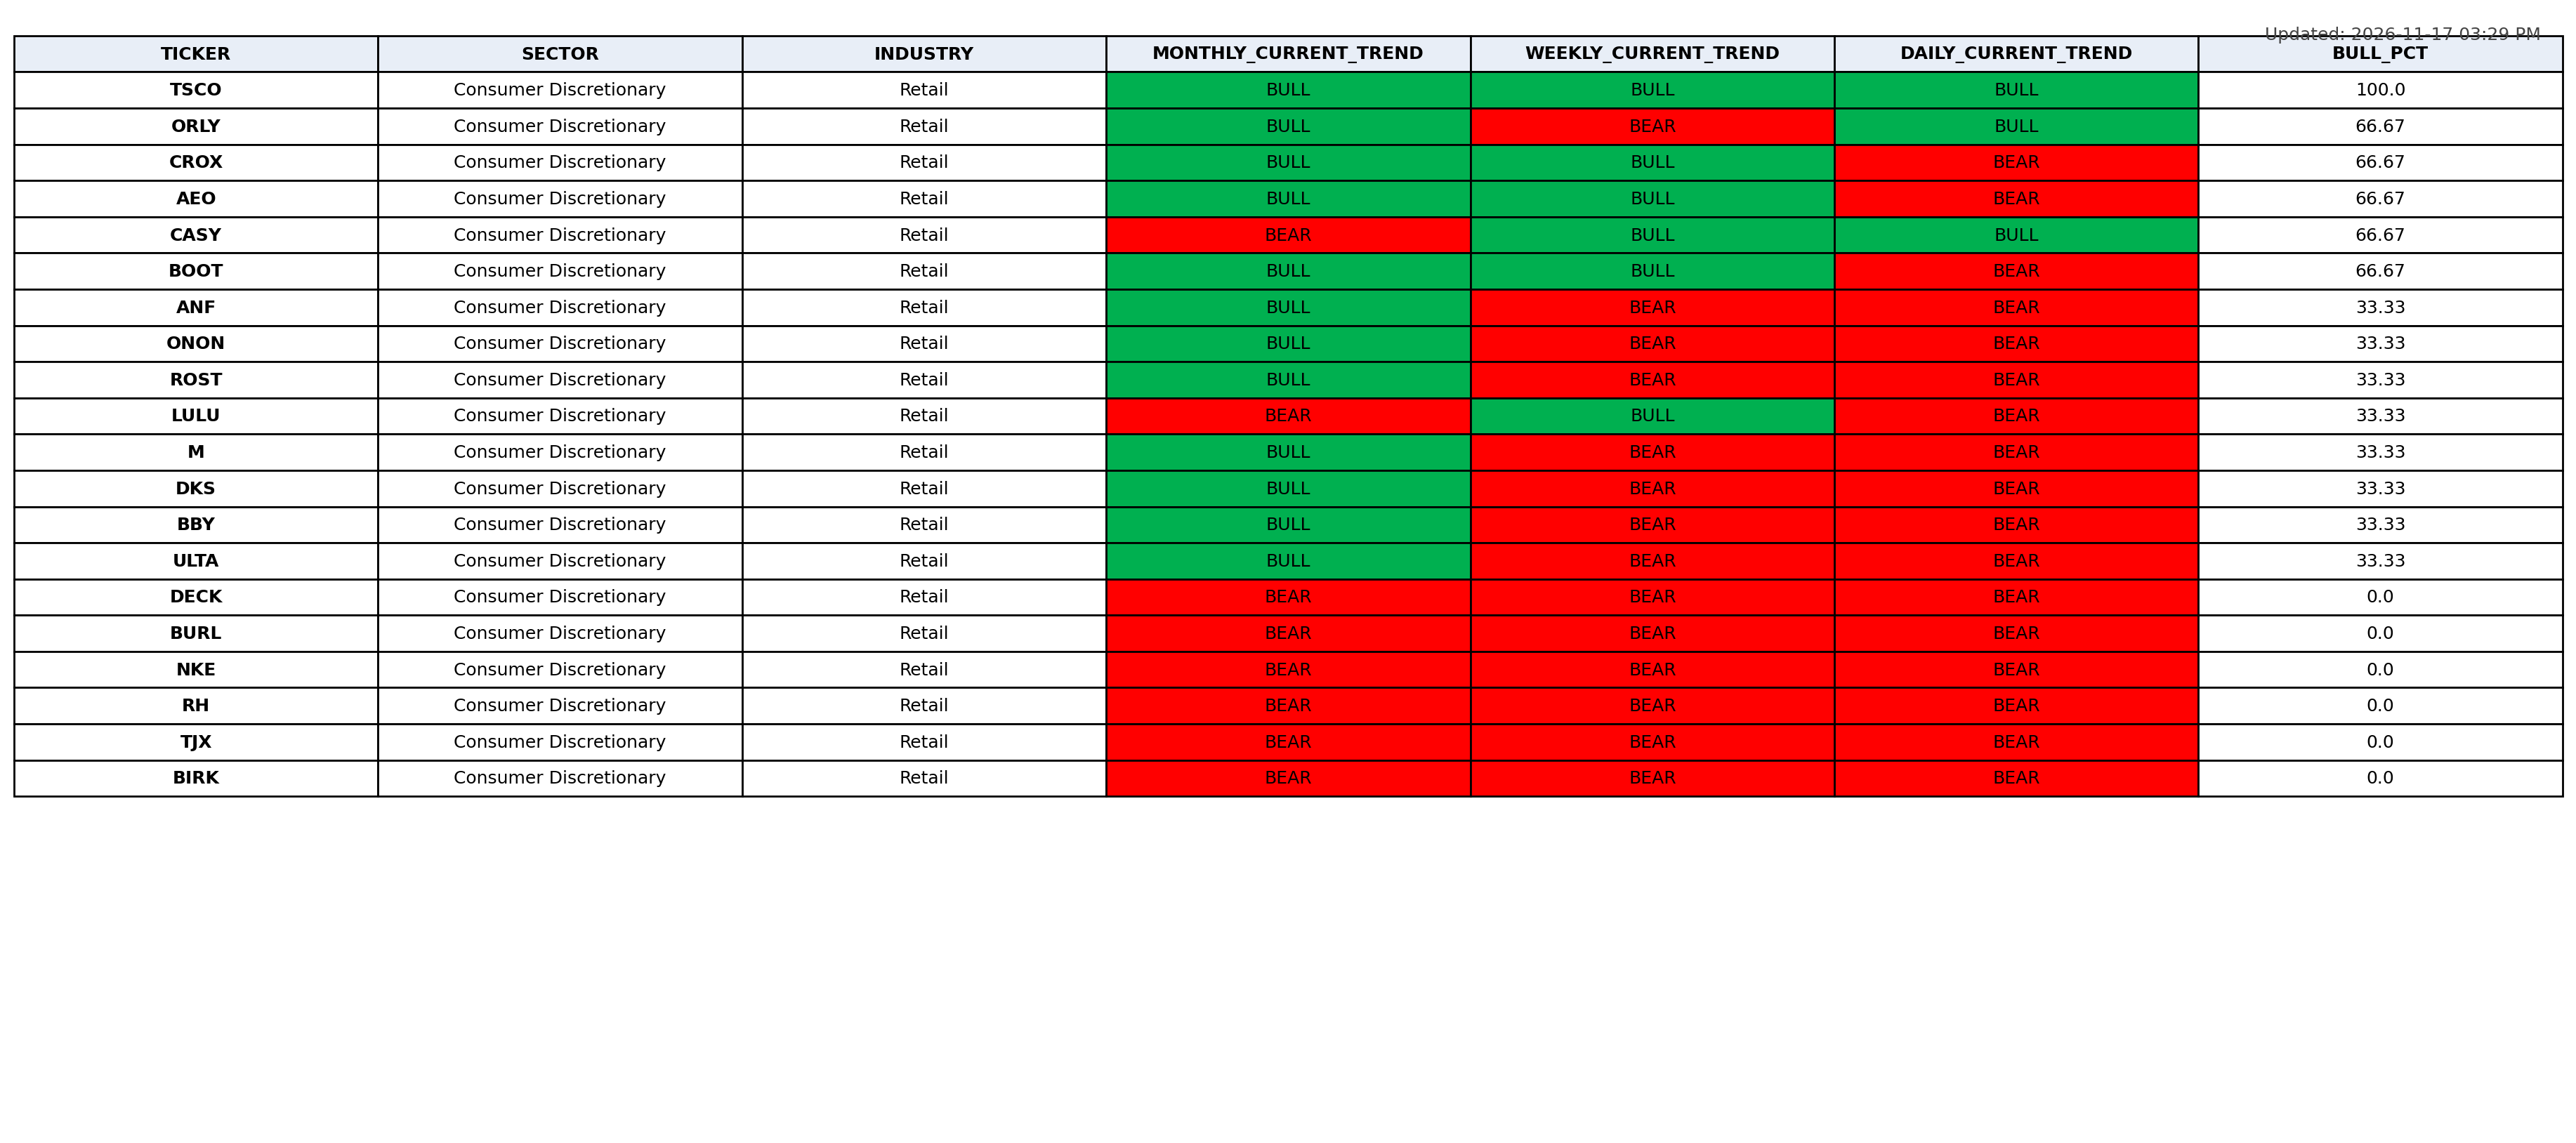 Updated: 2026-11-17 03:29 PM
TICKER SECTOR INDUSTRY MONTHLY_CURRENT_TREND WEEKLY_CURRENT_TREND DAILY_CURRENT_TREND BULL_PCT
TSCO Consumer Discretionary Retail BULL BULL BULL 100.0
ORLY Consumer Discretionary Retail BULL BEAR BULL 66.67
CROX Consumer Discretionary Retail BULL BULL BEAR 66.67
AEO Consumer Discretionary Retail BULL BULL BEAR 66.67
CASY Consumer Discretionary Retail BEAR BULL BULL 66.67
BOOT Consumer Discretionary Retail BULL BULL BEAR 66.67
ANF Consumer Discretionary Retail BULL BEAR BEAR 33.33
ONON Consumer Discretionary Retail BULL BEAR BEAR 33.33
ROST Consumer Discretionary Retail BULL BEAR BEAR 33.33
LULU Consumer Discretionary Retail BEAR BULL BEAR 33.33
M Consumer Discretionary Retail BULL BEAR BEAR 33.33
DKS Consumer Discretionary Retail BULL BEAR BEAR 33.33
BBY Consumer Discretionary Retail BULL BEAR BEAR 33.33
ULTA Consumer Discretionary Retail BULL BEAR BEAR 33.33
DECK Consumer Discretionary Retail BEAR BEAR BEAR 0.0
BURL Consumer Discretionary Retail BEAR BEAR BEAR 0.0
NKE Consumer Discretionary Retail BEAR BEAR BEAR 0.0
RH Consumer Discretionary Retail BEAR BEAR BEAR 0.0
TJX Consumer Discretionary Retail BEAR BEAR BEAR 0.0
BIRK Consumer Discretionary Retail BEAR BEAR BEAR 0.0